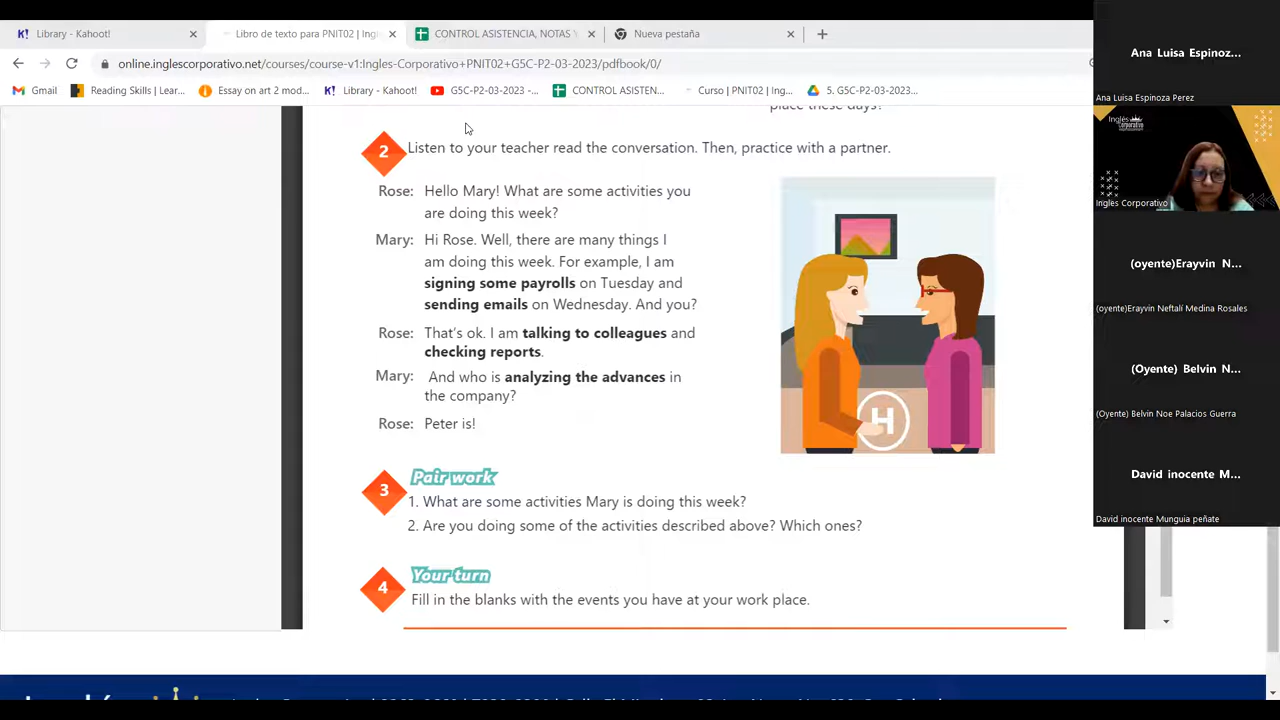 Library - Kahoot!
Libro de texto para PNIT02 | Ingl
CONTROL ASISTENCIA, NOTAS
Nueva pestaña
online.inglescorporativo.net/courses/course-v1:Ingles-Corporativo+PNIT02+G5C-P2-03-2023/pdfbook/0/
Gmail
Reading Skills | Lear...
Essay on art 2 mod...
Library - Kahoot!
G5C-P2-03-2023 -...
CONTROL ASISTEN...
Curso | PNIT02 | Ing...
5. G5C-P2-03-2023...
place these days?
2 Listen to your teacher read the conversation. Then, practice with a partner.
Rose: Hello Mary! What are some activities you
are doing this week?
Mary: Hi Rose. Well, there are many things I
am doing this week. For example, I am
signing some payrolls on Tuesday and
sending emails on Wednesday. And you?
Rose: That's ok. I am talking to colleagues and
checking reports.
Mary: And who is analyzing the advances in
the company?
Rose: Peter is!
H
3 Pair work
1. What are some activities Mary is doing this week?
2. Are you doing some of the activities described above? Which ones?
4 Your turn
Fill in the blanks with the events you have at your work place.
Ana Luisa Espinoz...
Ana Luisa Espinoza Perez
Inglés
Corporativo
Ingles Corporativo
(oyente)Erayvin N...
(oyente)Erayvin Neftalí Medina Rosales
(Oyente) Belvin N...
(Oyente) Belvin Noe Palacios Guerra
David inocente M...
David inocente Munguia peñate